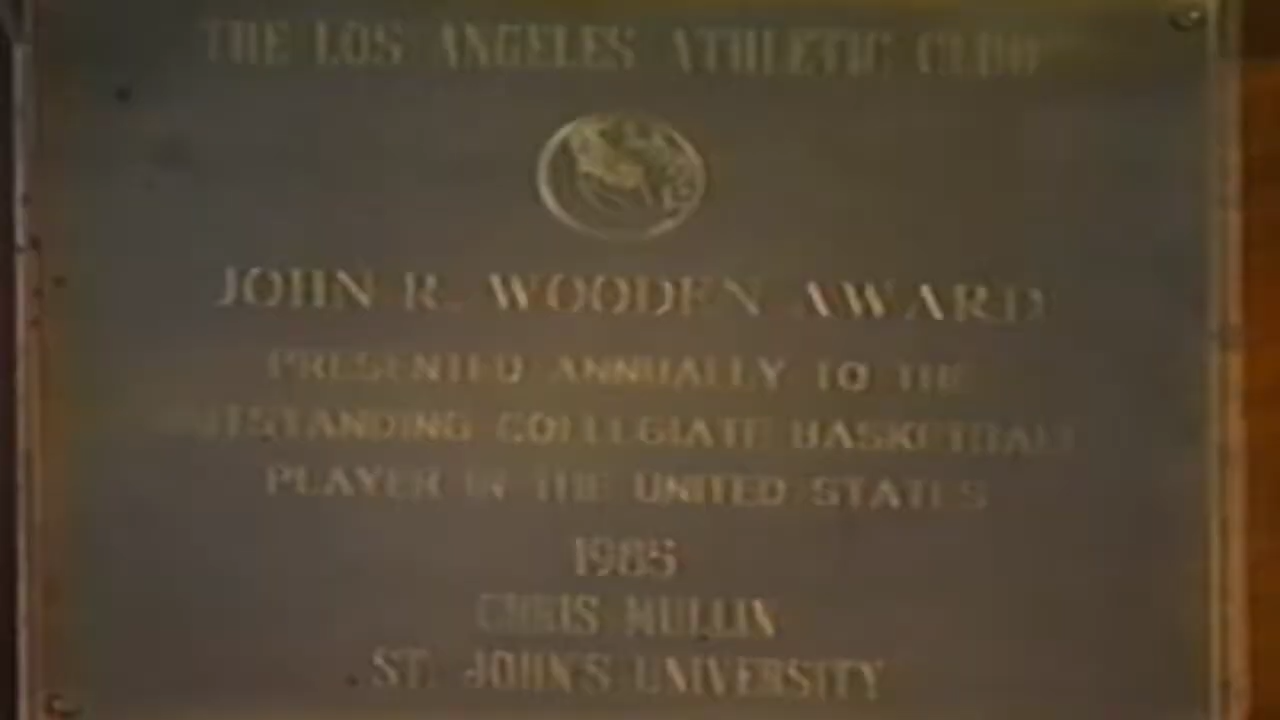 THE LOS ANGELES ATHLETIC CLUB
JOHN R. WOODEN AWARD
PRESENTED ANNUALLY TO THE
OUTSTANDING COLLEGIATE BASKETBALL
PLAYER IN THE UNITED STATES
1985
CHRIS MULLIN
ST. JOHN'S UNIVERSITY